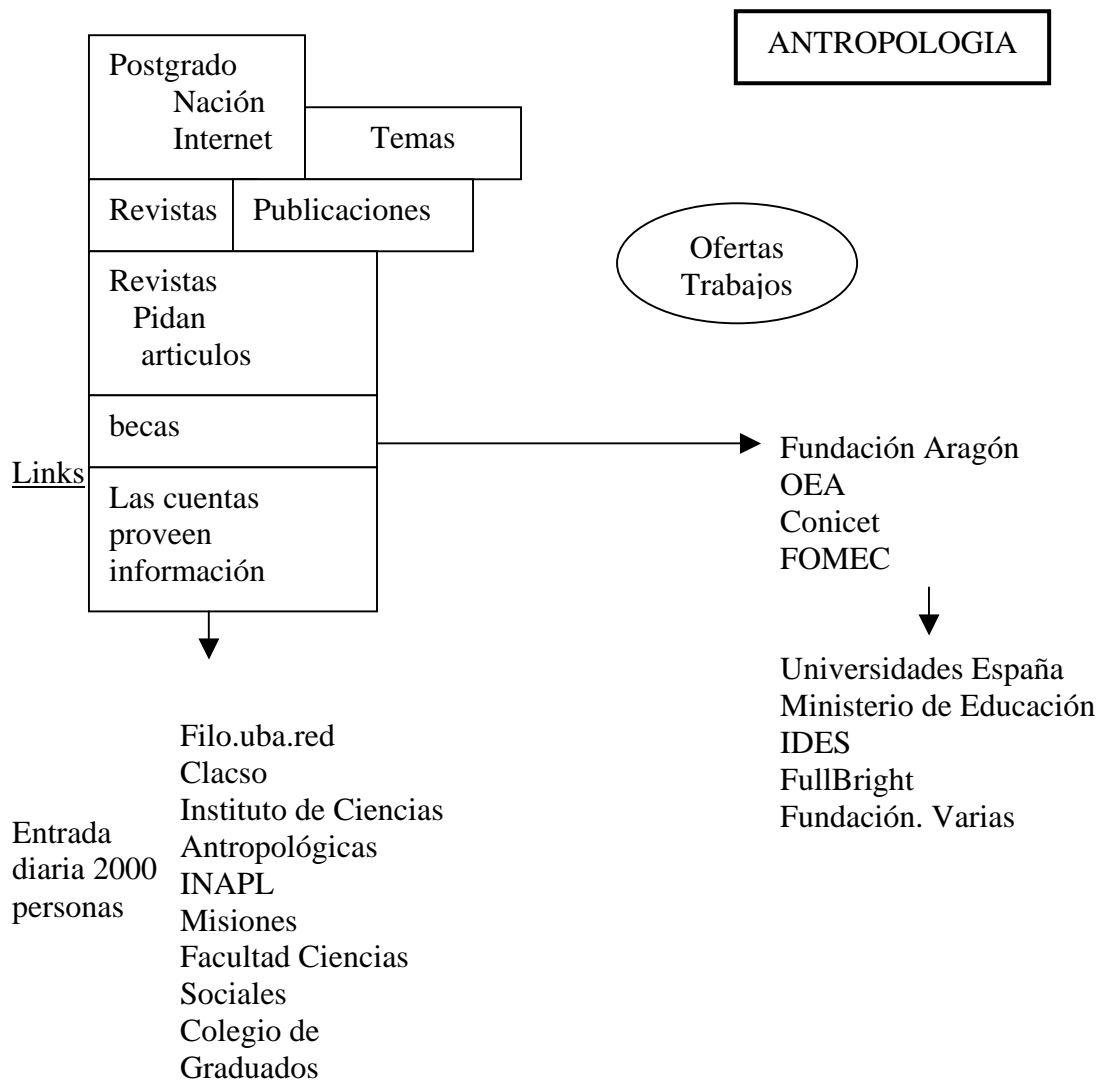 ANTROPOLOGIA
Postgrado
Nación
Internet
Temas
Revistas
Publicaciones
Ofertas
Trabajos
Revistas
Pidan
articulos
becas
Links
Las cuentas
proveen
información
Fundación Aragón
OEA
Conicet
FOMEC
Universidades España
Ministerio de Educación
IDES
FullBright
Fundación. Varias
Filo.uba.red
Clacso
Instituto de Ciencias
Antropológicas
INAPL
Misiones
Facultad Ciencias
Sociales
Colegio de
Graduados
Entrada
diaria 2000
personas